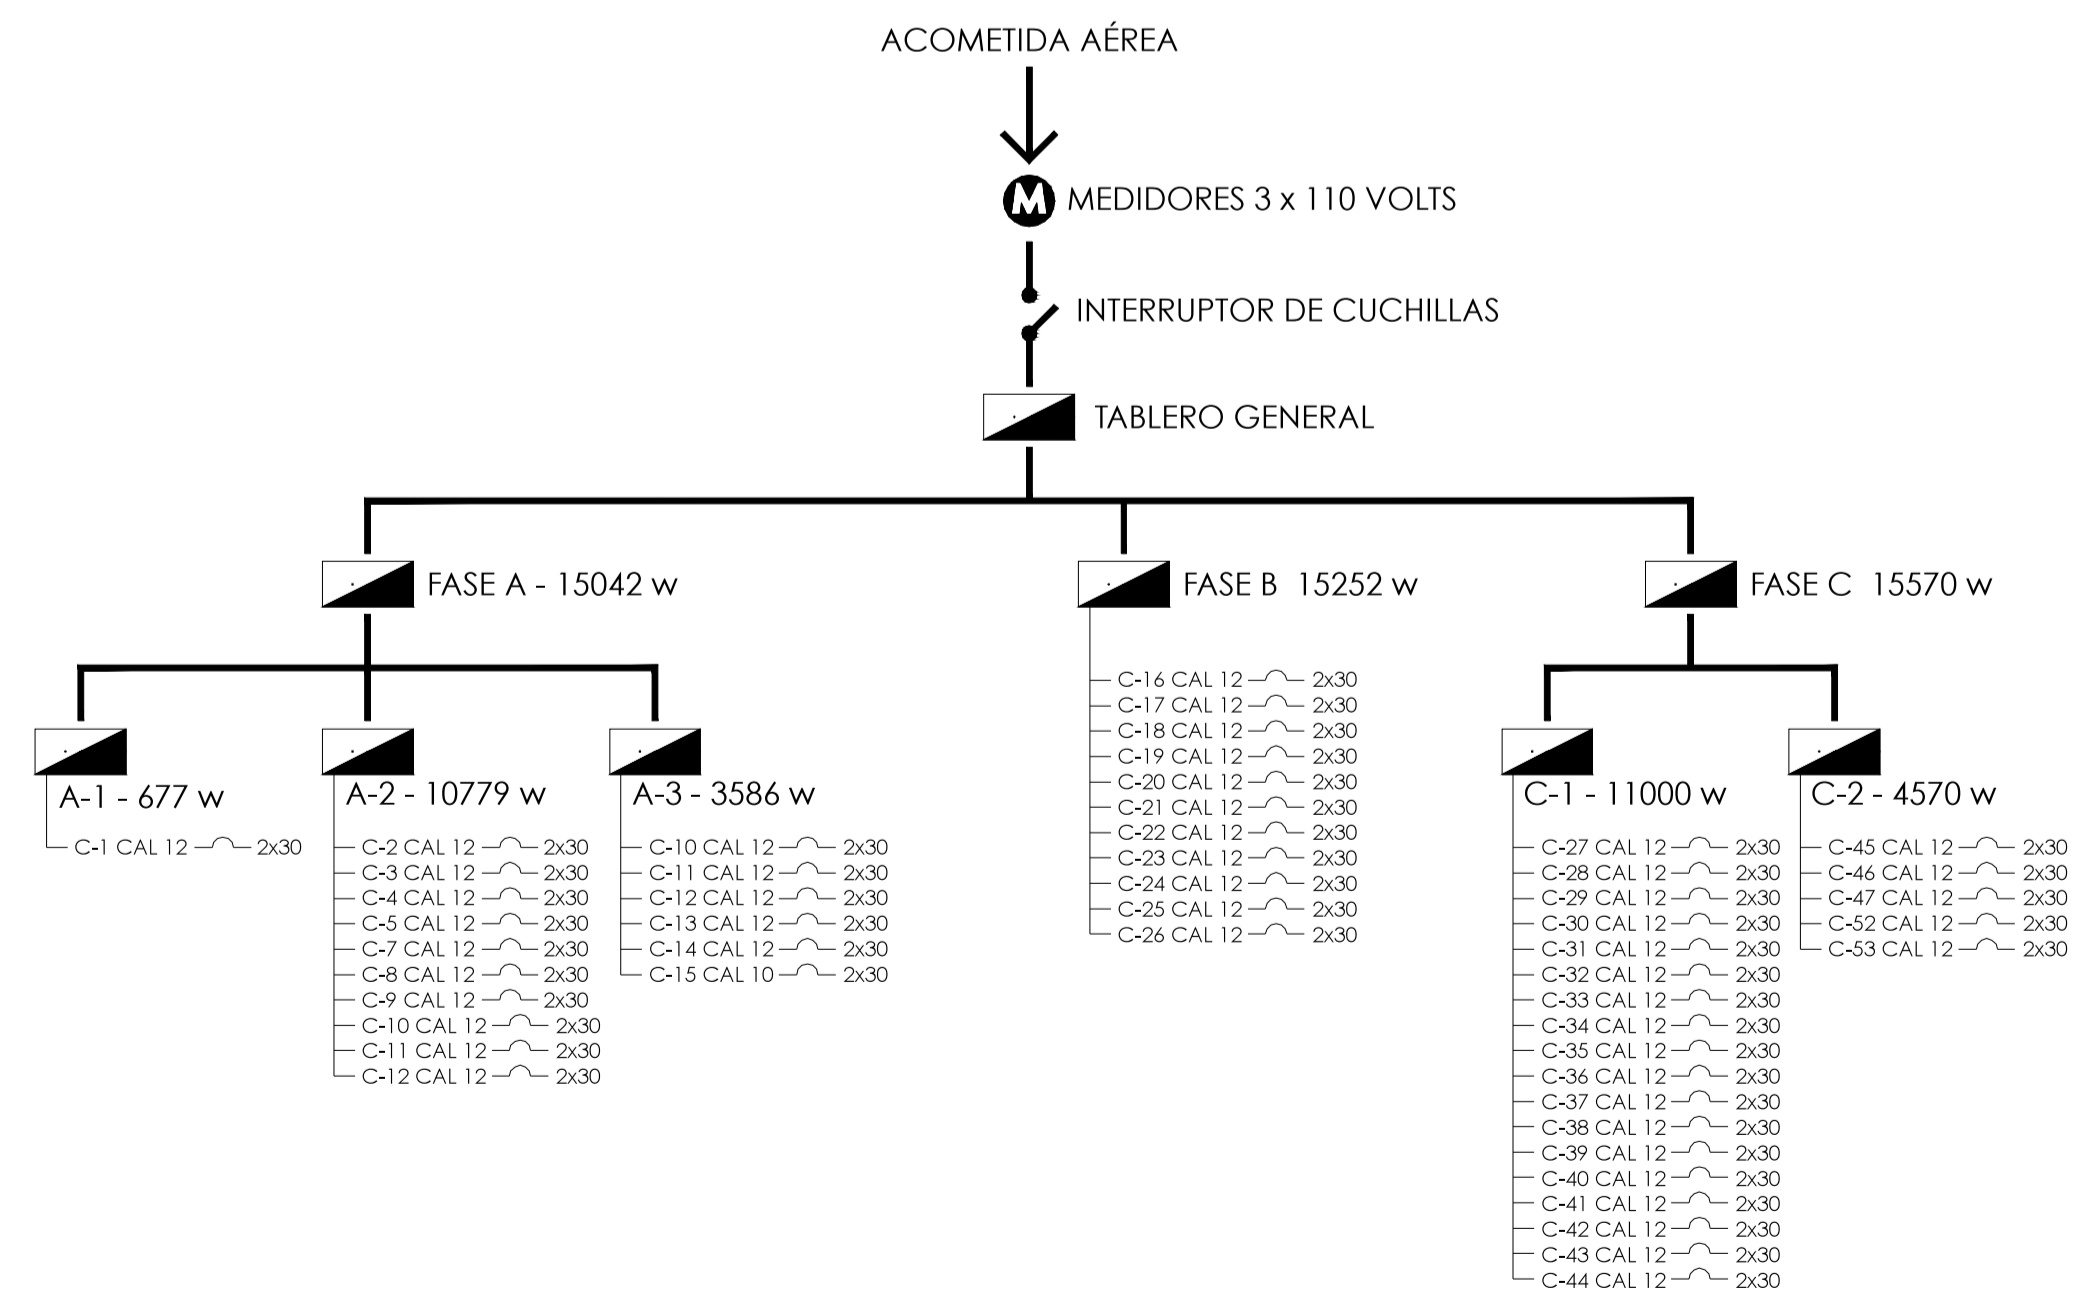 ACOMETIDA AÉREA
M MEDIDORES 3 x 110 VOLTS
INTERRUPTOR DE CUCHILLAS
TABLERO GENERAL
FASE A - 15042 w
FASE B 15252 w
FASE C 15570 w
A-1 - 677 w
C-1 CAL 12 2x30
A-2 - 10779 w
C-2 CAL 12 2x30
C-3 CAL 12 2x30
C-4 CAL 12 2x30
C-5 CAL 12 2x30
C-7 CAL 12 2x30
C-8 CAL 12 2x30
C-9 CAL 12 2x30
C-10 CAL 12 2x30
C-11 CAL 12 2x30
C-12 CAL 12 2x30
A-3 - 3586 w
C-10 CAL 12 2x30
C-11 CAL 12 2x30
C-12 CAL 12 2x30
C-13 CAL 12 2x30
C-14 CAL 12 2x30
C-15 CAL 10 2x30
C-16 CAL 12 2x30
C-17 CAL 12 2x30
C-18 CAL 12 2x30
C-19 CAL 12 2x30
C-20 CAL 12 2x30
C-21 CAL 12 2x30
C-22 CAL 12 2x30
C-23 CAL 12 2x30
C-24 CAL 12 2x30
C-25 CAL 12 2x30
C-26 CAL 12 2x30
C-1 - 11000 w
C-27 CAL 12 2x30
C-28 CAL 12 2x30
C-29 CAL 12 2x30
C-30 CAL 12 2x30
C-31 CAL 12 2x30
C-32 CAL 12 2x30
C-33 CAL 12 2x30
C-34 CAL 12 2x30
C-35 CAL 12 2x30
C-36 CAL 12 2x30
C-37 CAL 12 2x30
C-38 CAL 12 2x30
C-39 CAL 12 2x30
C-40 CAL 12 2x30
C-41 CAL 12 2x30
C-42 CAL 12 2x30
C-43 CAL 12 2x30
C-44 CAL 12 2x30
C-2 - 4570 w
C-45 CAL 12 2x30
C-46 CAL 12 2x30
C-47 CAL 12 2x30
C-52 CAL 12 2x30
C-53 CAL 12 2x30